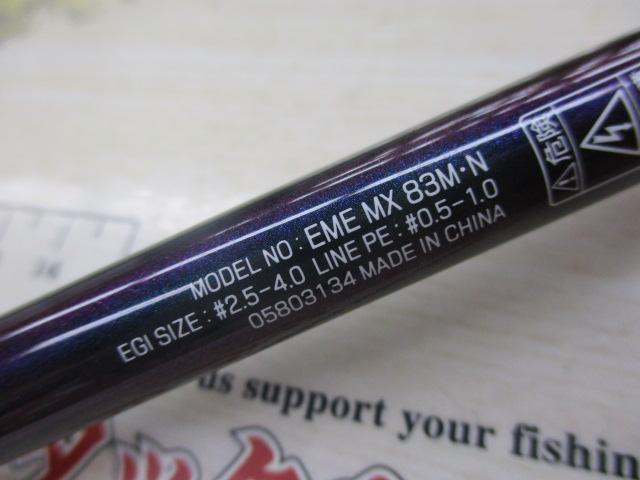 MODEL NO : EME MX 83M・N
EGI SIZE : #2.5-4.0 LINE PE : #0.5-1.0
05803134 MADE IN CHINA
危険
us support your fishin